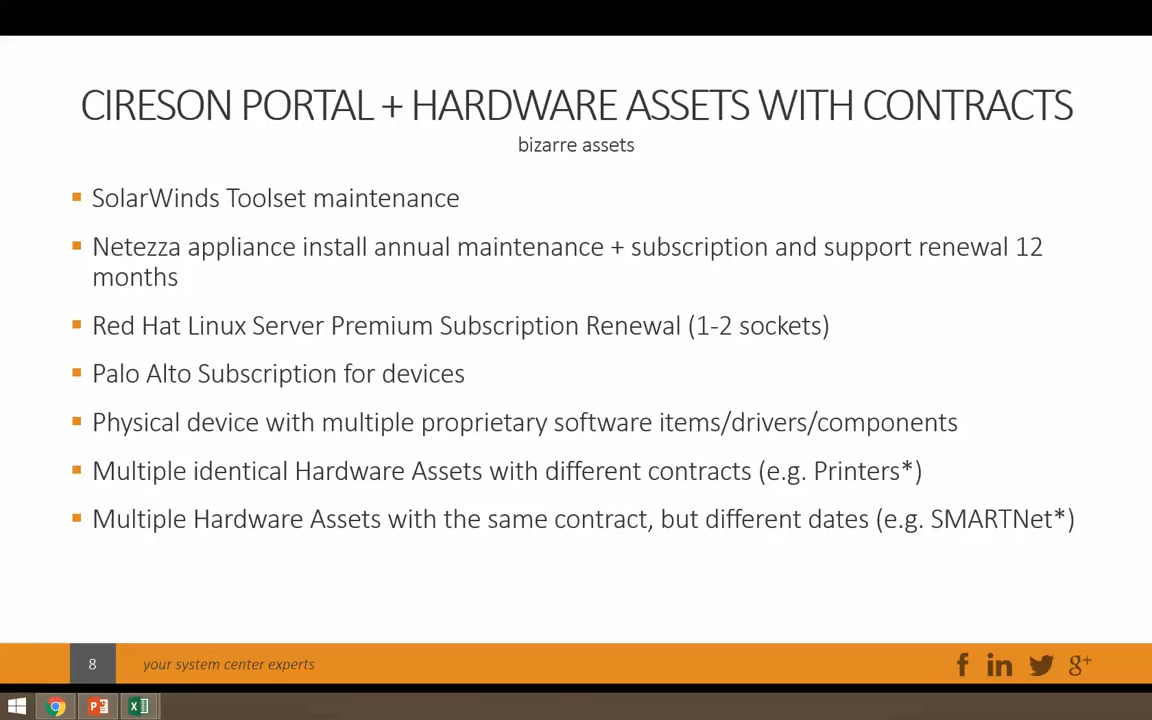 CIRESON PORTAL + HARDWARE ASSETS WITH CONTRACTS
bizarre assets
SolarWinds Toolset maintenance
Netezza appliance install annual maintenance + subscription and support renewal 12
months
Red Hat Linux Server Premium Subscription Renewal (1-2 sockets)
Palo Alto Subscription for devices
Physical device with multiple proprietary software items/drivers/components
Multiple identical Hardware Assets with different contracts (e.g. Printers*)
Multiple Hardware Assets with the same contract, but different dates (e.g. SMARTNet*)
8 your system center experts f in g+